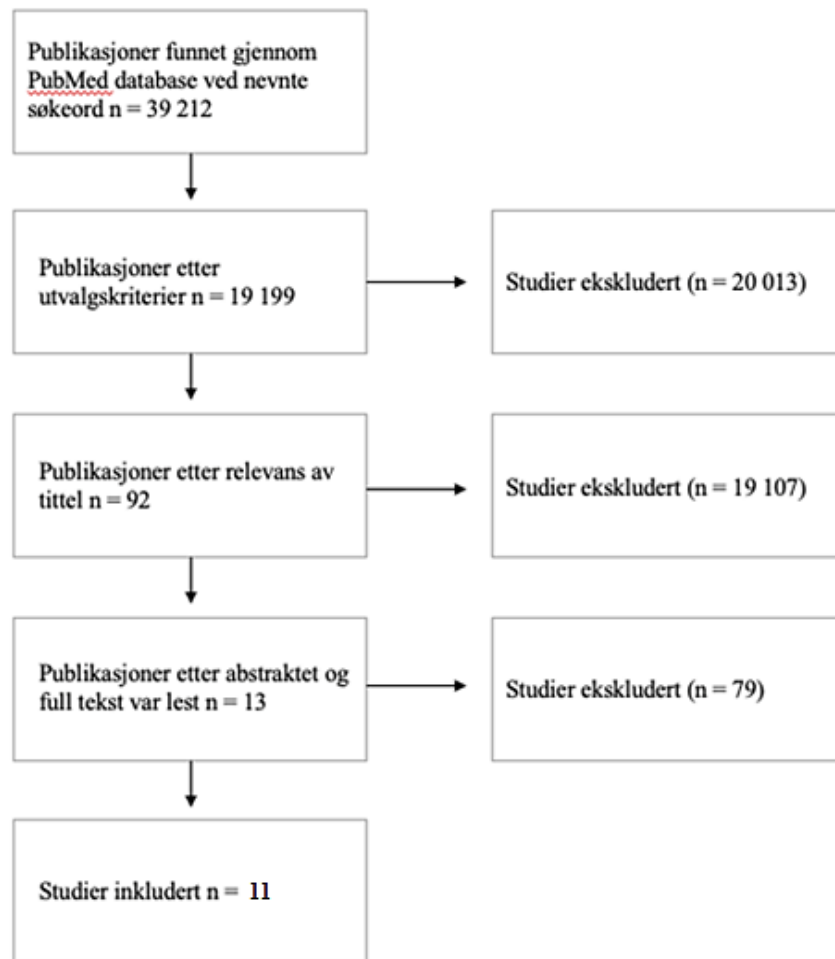 Publikasjoner funnet gjennom
PubMed database ved nevnte
søkeord n = 39 212
Publikasjoner etter
utvalgskriterier n = 19 199
Studier ekskludert (n = 20 013)
Publikasjoner etter relevans av
tittel n = 92
Studier ekskludert (n = 19 107)
Publikasjoner etter abstraktet og
full tekst var lest n = 13
Studier ekskludert (n = 79)
Studier inkludert n = 11